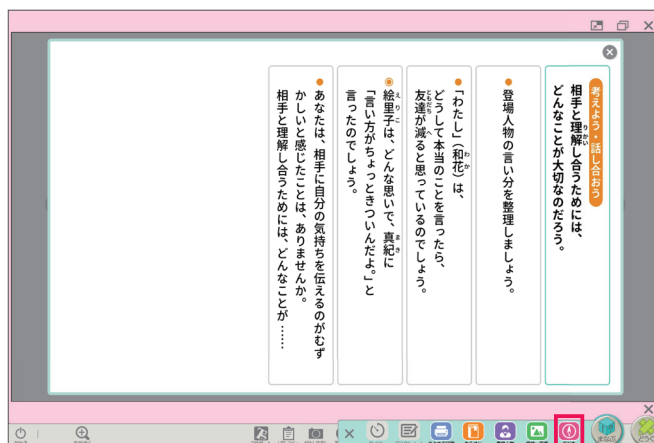 考えよう・話し合おう
相手と理解し合うためには、
どんなことが大切なのだろう。
登場人物の言い分を整理しましょう。
「わたし」(和花)は、
どうして本当のことを言ったら、
友達が減ると思っているのでしょう。
絵里子は、どんな思いで、真紀に
「言い方がちょっときついんだよ。」と
言ったのでしょう。
あなたは、相手に自分の気持ちを伝えるのがむず
かしいと感じたことは、ありませんか。
相手と理解し合うためには、どんなことが……